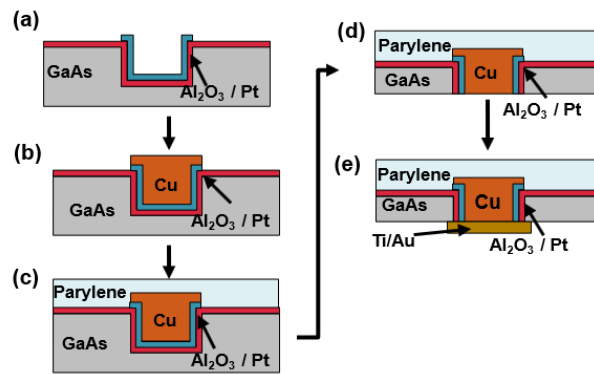 (a)
GaAs
Al₂O₃ / Pt
(b)
Cu
GaAs
Al₂O₃ / Pt
(c)
Parylene
Cu
GaAs
Al₂O₃ / Pt
(d)
Parylene
Cu
GaAs
Al₂O₃ / Pt
(e)
Parylene
GaAs
Cu
Ti/Au
Al₂O₃ / Pt